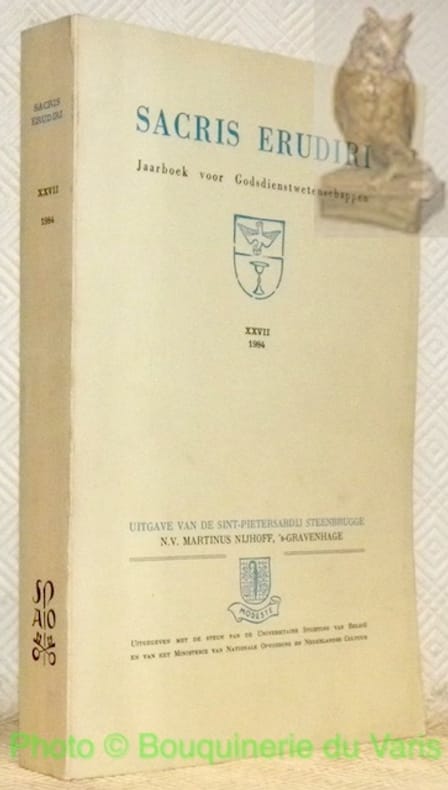 SACRIS
ERUDIRI
XXVII
1984
SACRIS ERUDIRI
Jaarboek voor Godsdienstwetenschappen
XXVII
1984
UITGAVE VAN DE SINT-PIETERSABDIJ STEENBRUGGE
N.V. MARTINUS NIJHOFF, 's-GRAVENHAGE
MODESTE
UITGEGEVEN MET DE STEUN VAN DE UNIVERSITAIRE STICHTING VAN BELGIË
EN VAN HET MINISTERIE VAN NATIONALE OPVOEDING EN NEDERLANDSE CULTUUR
Photo © Bouquinerie du Varis